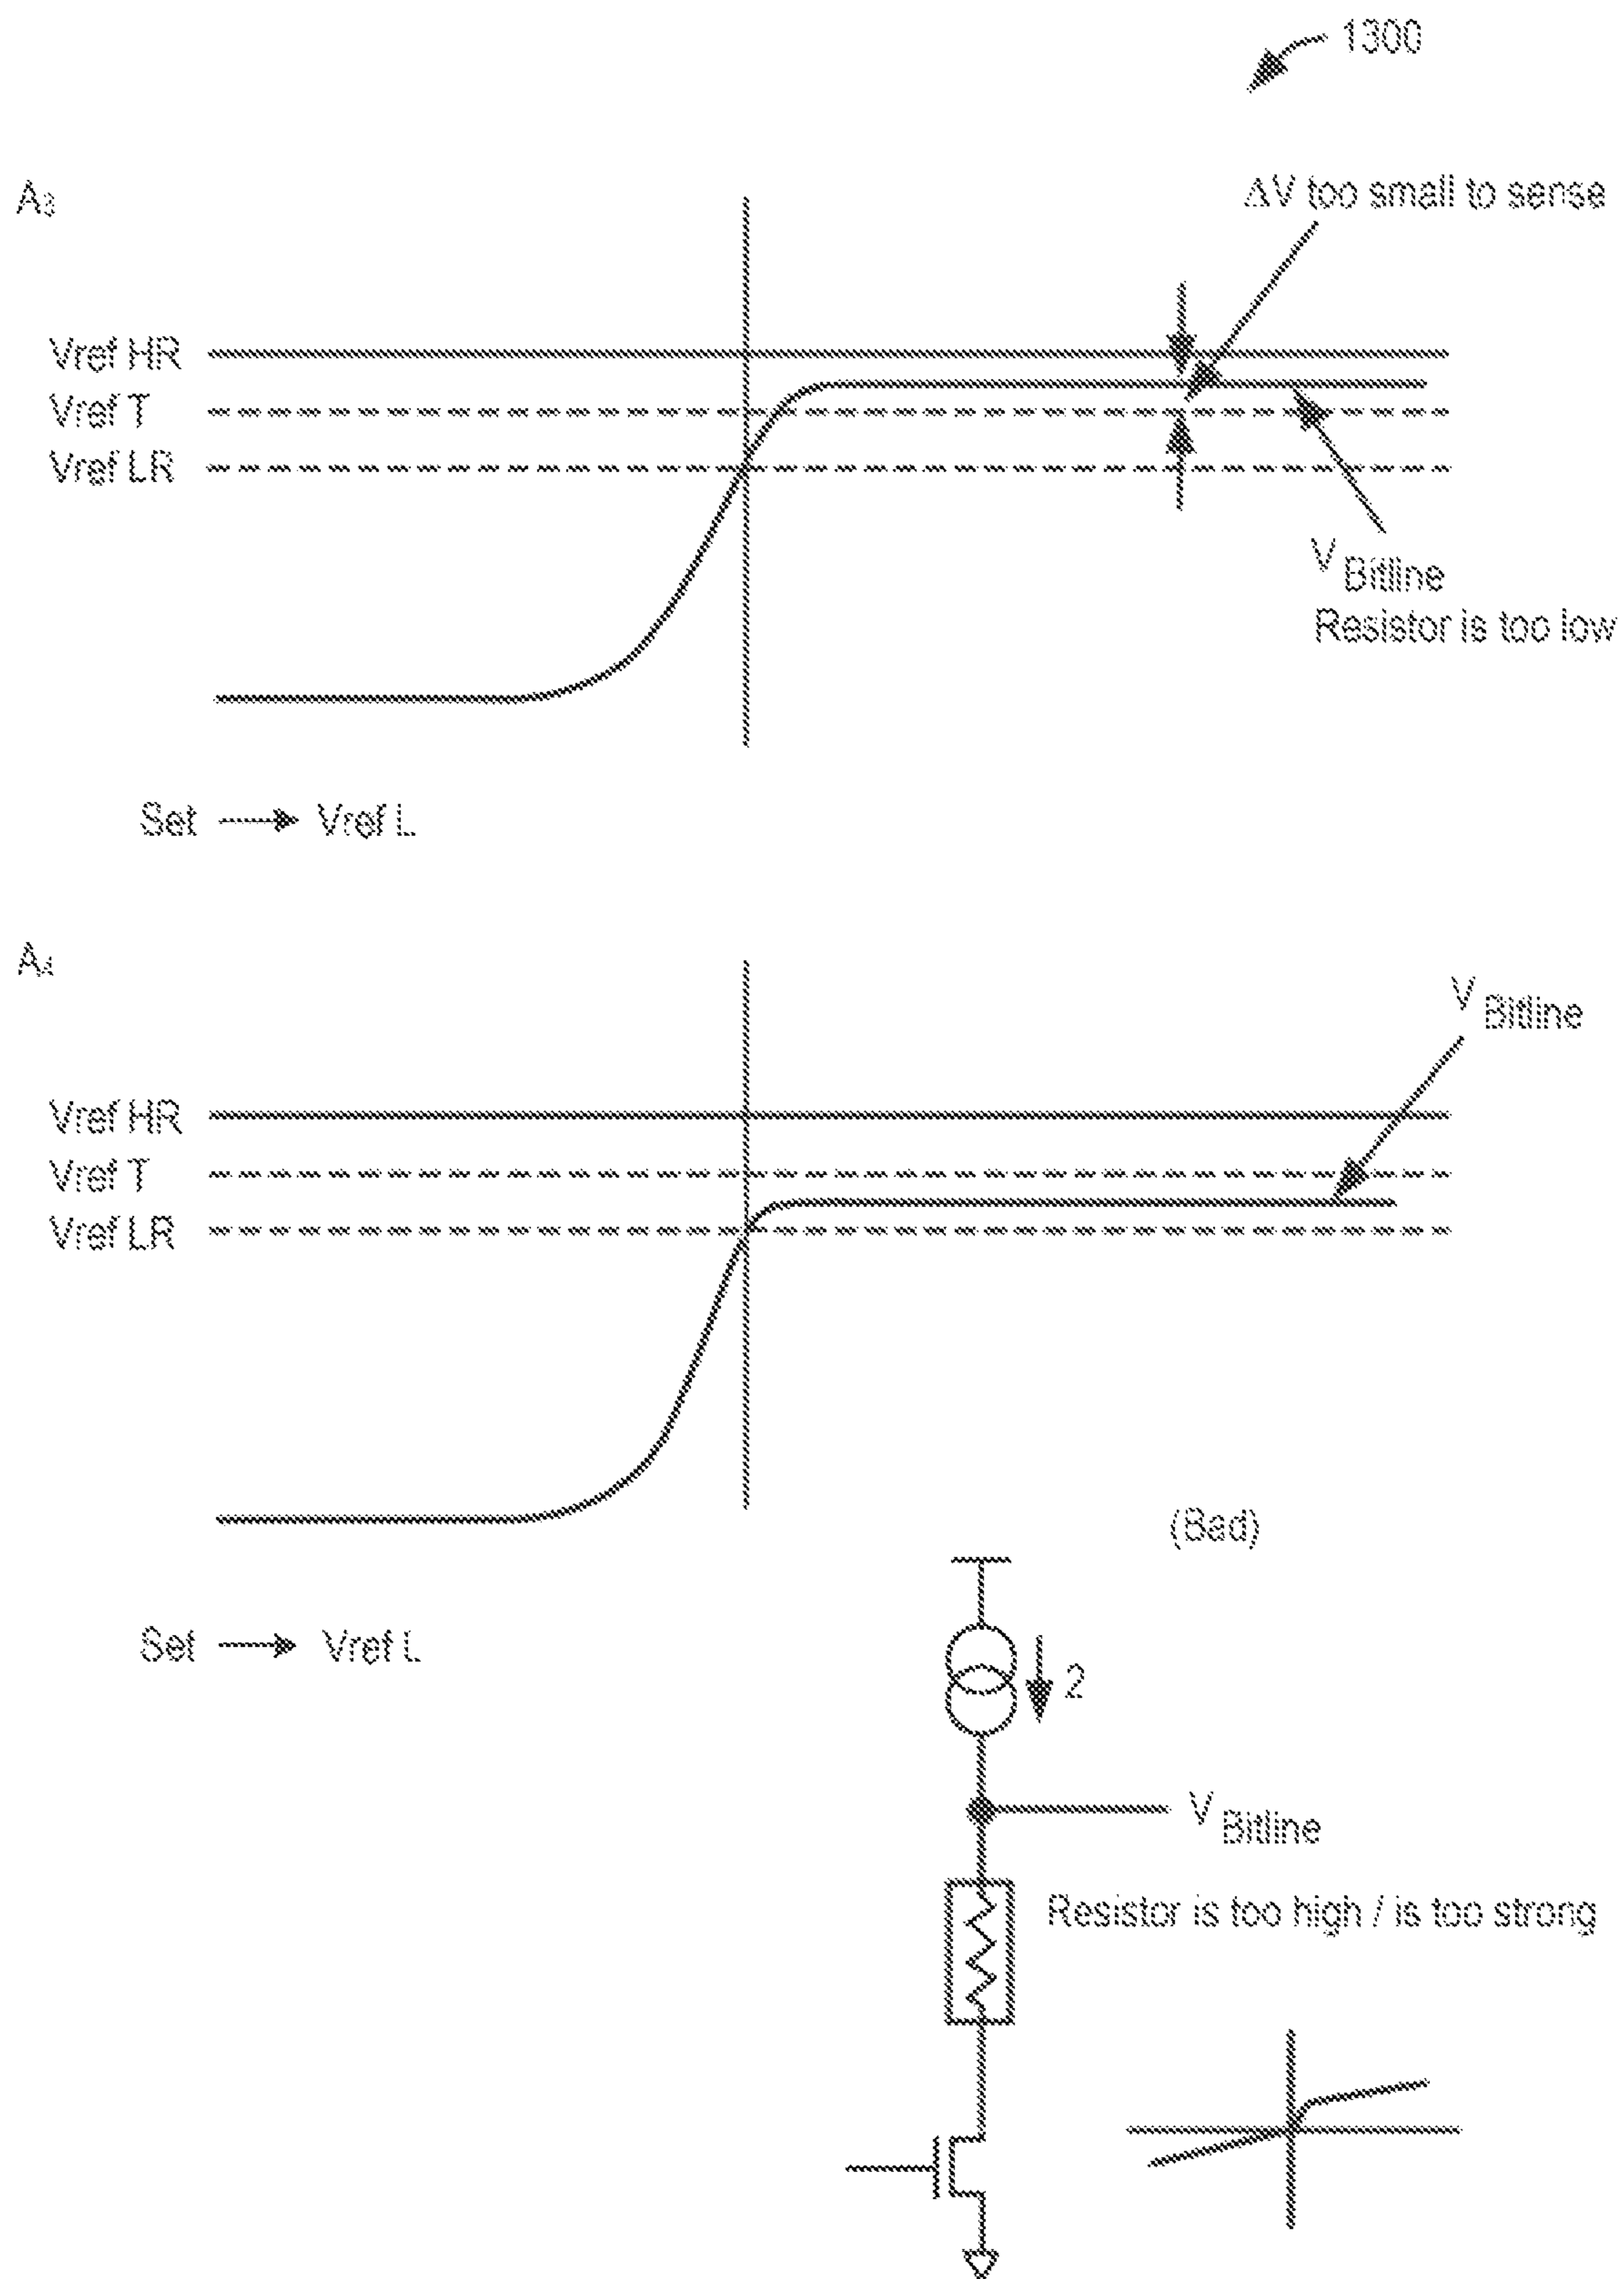 1300
A3
ΔV too small to sense
Vref HR
Vref T
Vref LR
V Bitline
Resistor is too low
Set → Vref L
A4
V Bitline
Vref HR
Vref T
Vref LR
(Bad)
Set → Vref L
2
V Bitline
Resistor is too high / is too strong